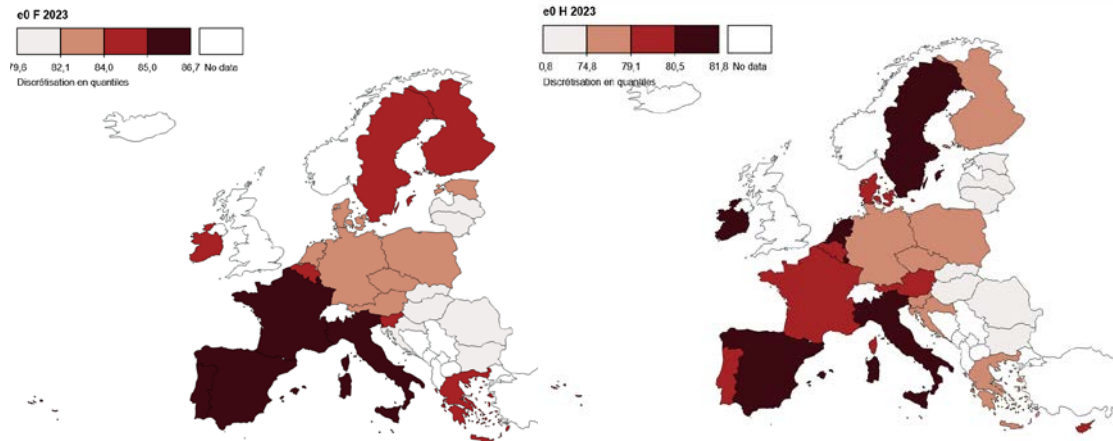 e0 F 2023
79,6 82,1 84,0 85,0 86,7 No data
Discrétisation en quantiles
e0 H 2023
0,8 74,8 79,1 80,5 81,8 No data
Discrétisation en quantiles